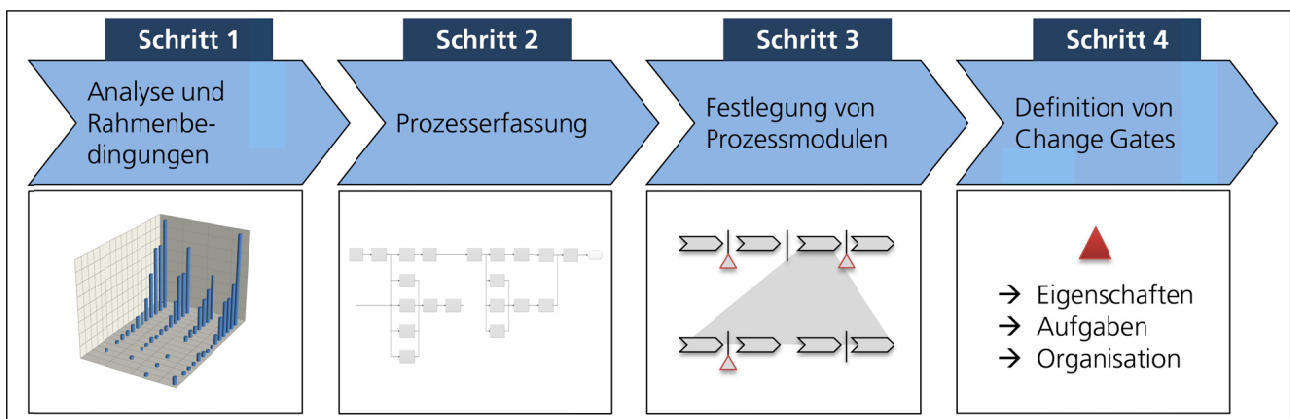 Schritt 1
Analyse und
Rahmenbe-
dingungen
Schritt 2
Prozesserfassung
Schritt 3
Festlegung von
Prozessmodulen
Schritt 4
Definition von
Change Gates
→ Eigenschaften
→ Aufgaben
→ Organisation